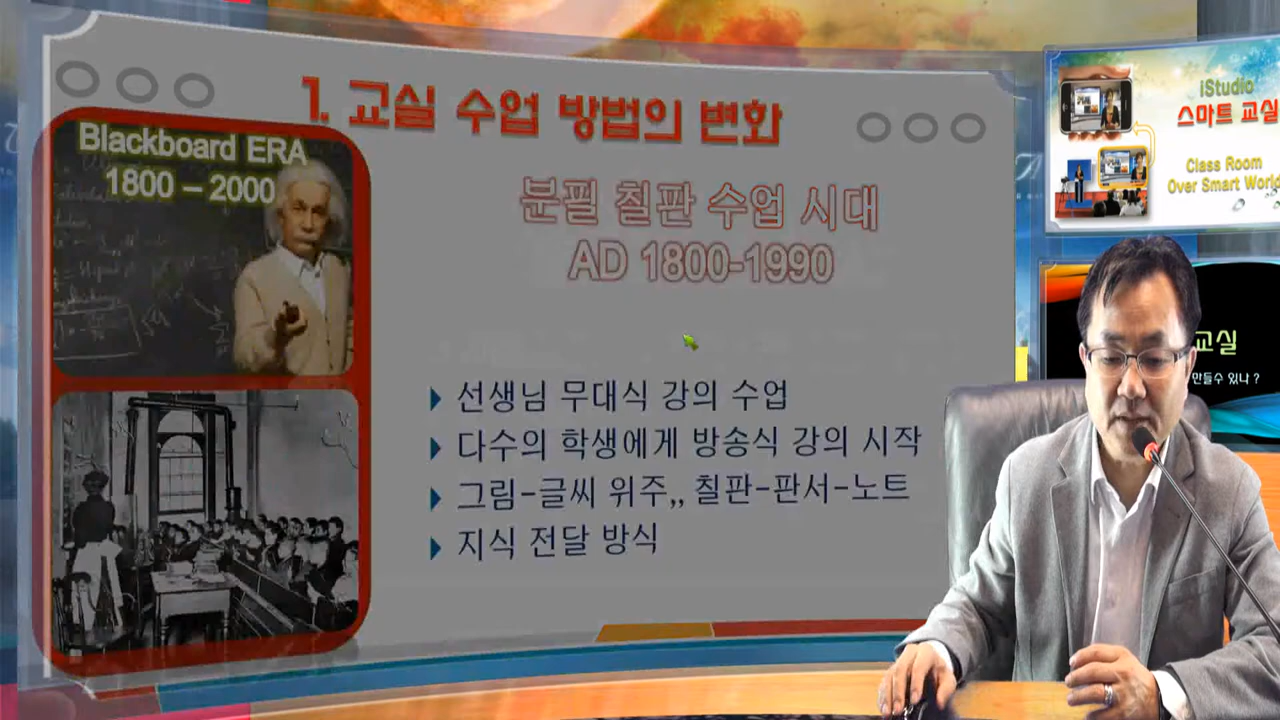 1. 교실 수업 방법의 변화
Blackboard ERA
1800 – 2000
분필 칠판 수업 시대
AD 1800-1990
선생님 무대식 강의 수업
다수의 학생에게 방송식 강의 시작
그림-글씨 위주,, 칠판-판서-노트
지식 전달 방식
iStudio
스마트 교실
Class Room
Over Smart World
교실
만들수 있나 ?